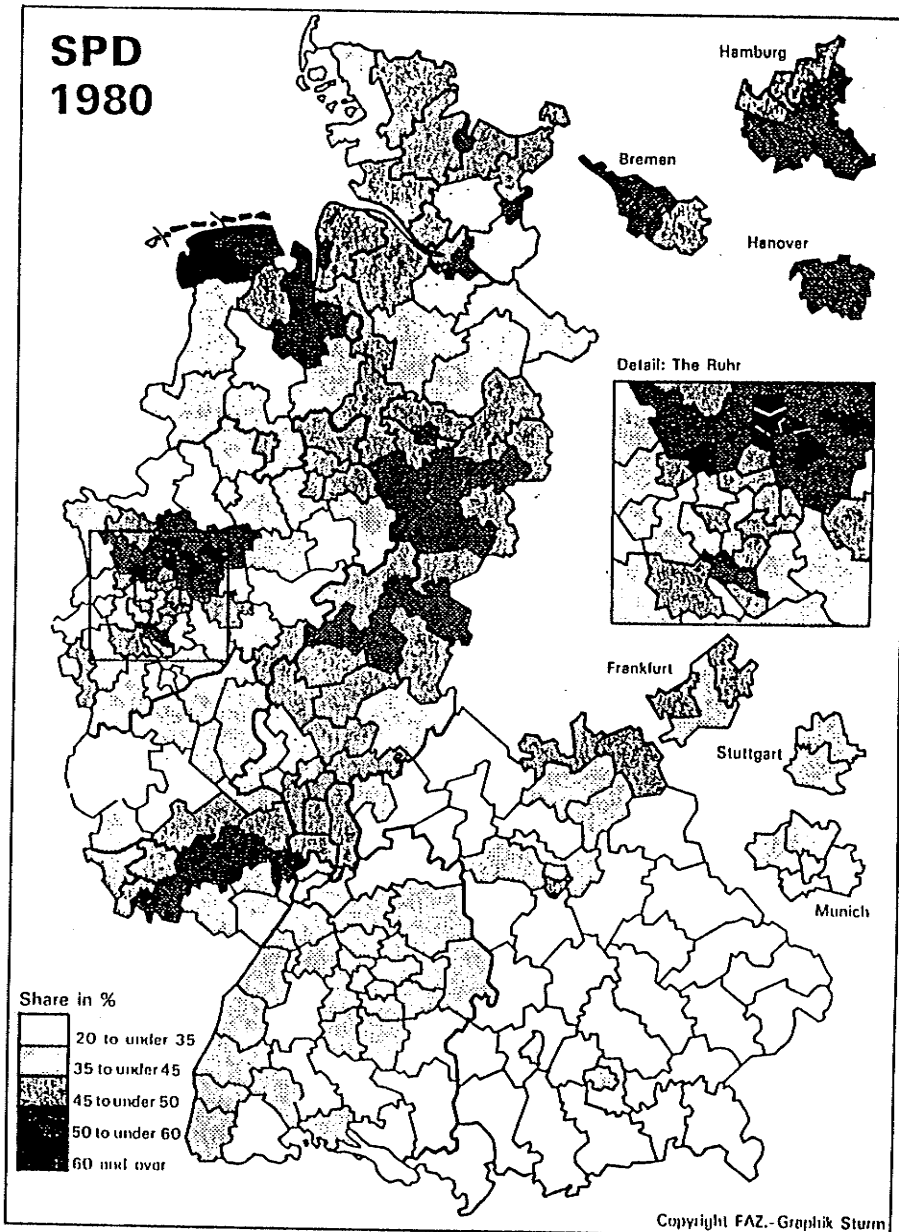 SPD
1980
Hamburg
Bremen
Hanover
Detail: The Ruhr
Frankfurt
Stuttgart
Munich
Share in %
20 to under 35
35 to under 45
45 to under 50
50 to under 60
60 and over
Copyright FAZ.-Graphik Sturm